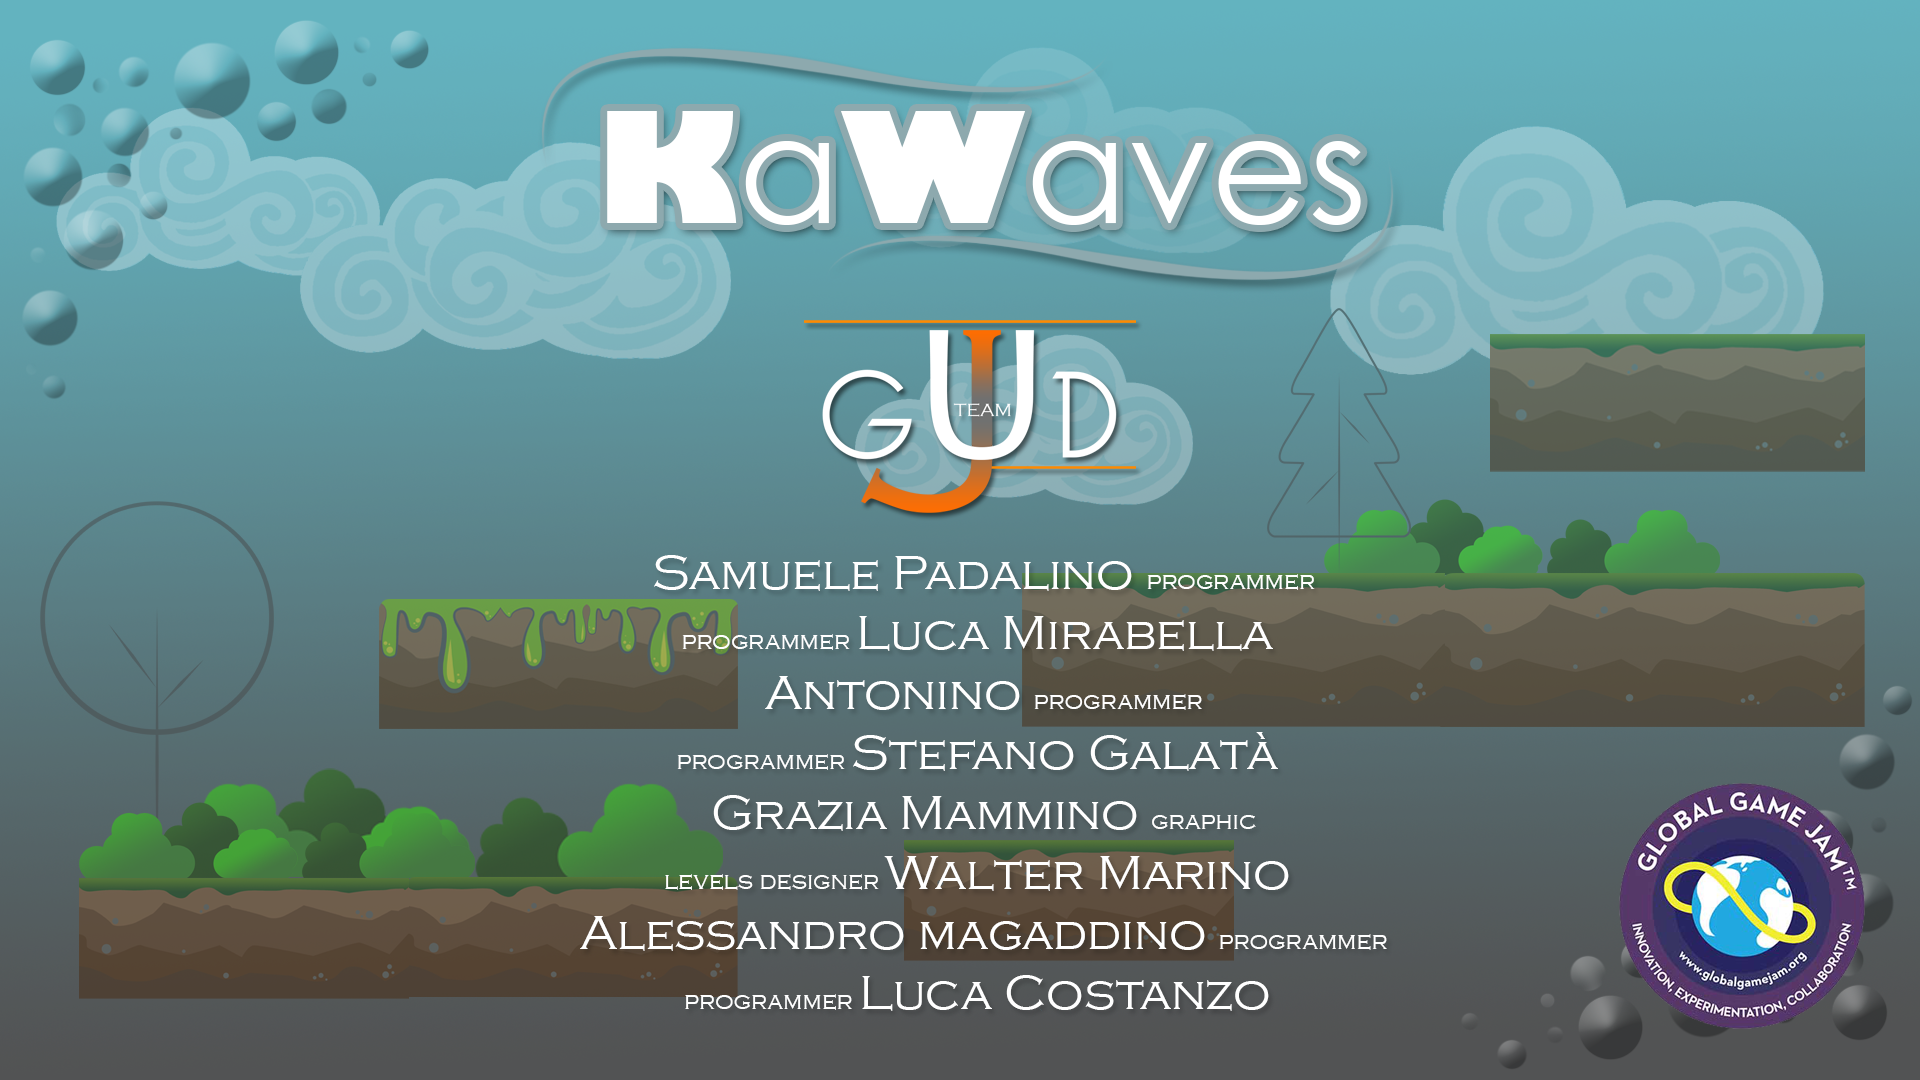 KaWaves
GUJD
TEAM
Samuele Padalino programmer
programmer Luca Mirabella
Antonino programmer
programmer Stefano Galatà
Grazia Mammino graphic
levels designer Walter Marino
Alessandro magaddino programmer
programmer Luca Costanzo
GLOBAL GAME JAM™
www.globalgamejam.org
INNOVATION, EXPERIMENTATION, COLLABORATION